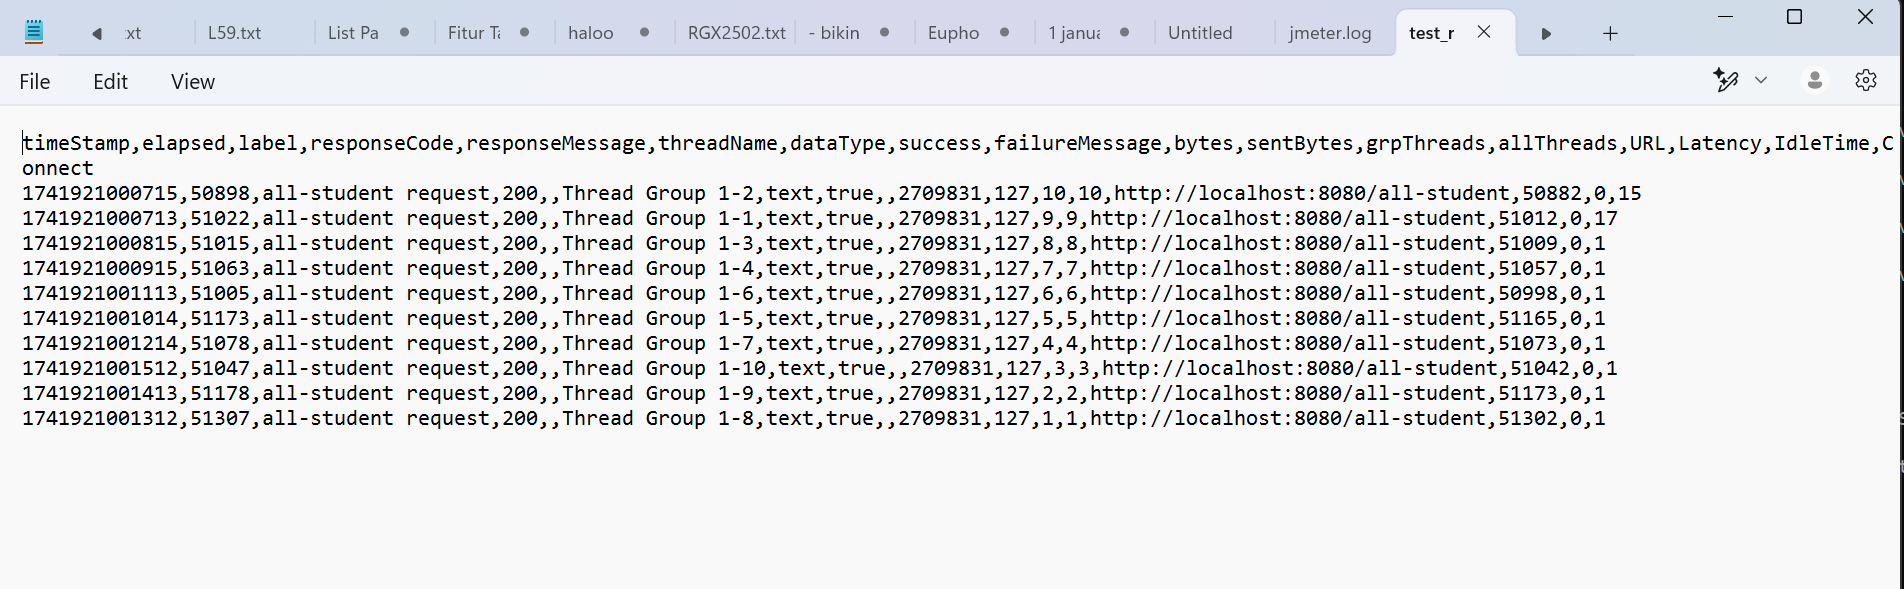 xt
L59.txt
List Pa
Fitur Ta
haloo
RGX2502.txt
- bikin
Eupho
1 janua
Untitled
jmeter.log
test_r
File
Edit
View
timeStamp,elapsed,label,responseCode,responseMessage,threadName,dataType,success,failureMessage,bytes,sentBytes,grpThreads,allThreads,URL,Latency,IdleTime,C
onnect
1741921000715,50898,all-student request,200,,Thread Group 1-2,text,true,,2709831,127,10,10,http://localhost:8080/all-student,50882,0,15
1741921000713,51022,all-student request,200,,Thread Group 1-1,text,true,,2709831,127,9,9,http://localhost:8080/all-student,51012,0,17
1741921000815,51015,all-student request,200,,Thread Group 1-3,text,true,,2709831,127,8,8,http://localhost:8080/all-student,51009,0,1
1741921000915,51063,all-student request,200,,Thread Group 1-4,text,true,,2709831,127,7,7,http://localhost:8080/all-student,51057,0,1
1741921001113,51005,all-student request,200,,Thread Group 1-6,text,true,,2709831,127,6,6,http://localhost:8080/all-student,50998,0,1
1741921001014,51173,all-student request,200,,Thread Group 1-5,text,true,,2709831,127,5,5,http://localhost:8080/all-student,51165,0,1
1741921001214,51078,all-student request,200,,Thread Group 1-7,text,true,,2709831,127,4,4,http://localhost:8080/all-student,51073,0,1
1741921001512,51047,all-student request,200,,Thread Group 1-10,text,true,,2709831,127,3,3,http://localhost:8080/all-student,51042,0,1
1741921001413,51178,all-student request,200,,Thread Group 1-9,text,true,,2709831,127,2,2,http://localhost:8080/all-student,51173,0,1
1741921001312,51307,all-student request,200,,Thread Group 1-8,text,true,,2709831,127,1,1,http://localhost:8080/all-student,51302,0,1